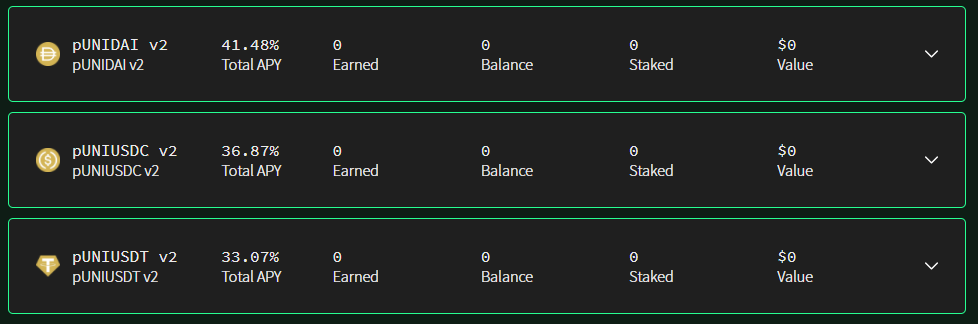 pUNIDAI v2 41.48% 0 0 0 $0
pUNIDAI v2 Total APY Earned Balance Staked Value
pUNIUSDC v2 36.87% 0 0 0 $0
pUNIUSDC v2 Total APY Earned Balance Staked Value
pUNIUSDT v2 33.07% 0 0 0 $0
pUNIUSDT v2 Total APY Earned Balance Staked Value